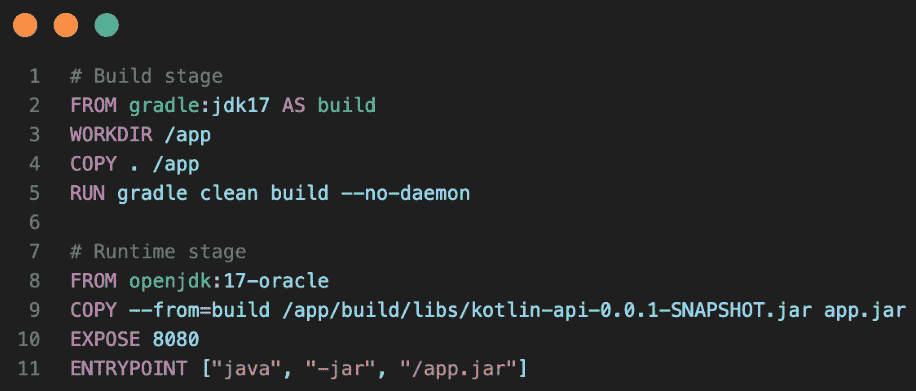 1 # Build stage
2 FROM gradle:jdk17 AS build
3 WORKDIR /app
4 COPY . /app
5 RUN gradle clean build --no-daemon
6
7 # Runtime stage
8 FROM openjdk:17-oracle
9 COPY --from=build /app/build/libs/kotlin-api-0.0.1-SNAPSHOT.jar app.jar
10 EXPOSE 8080
11 ENTRYPOINT ["java", "-jar", "/app.jar"]